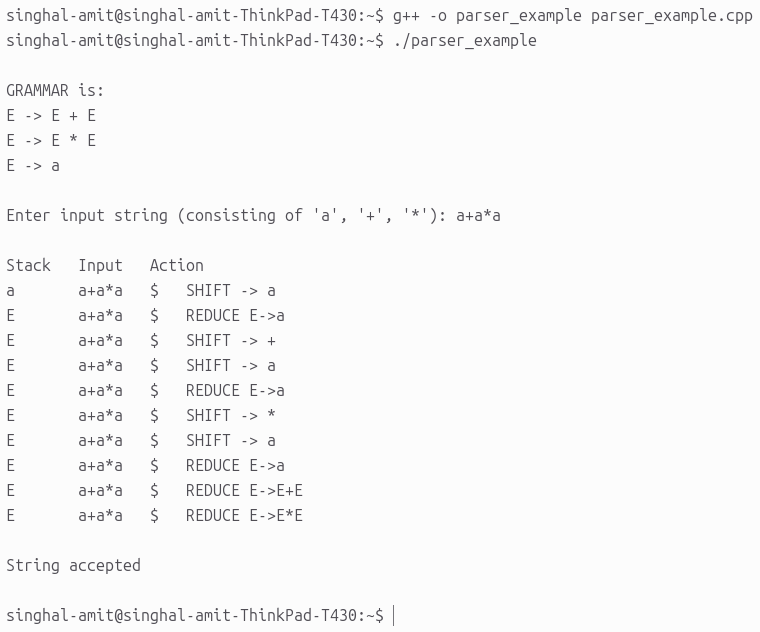 singhal-amit@singhal-amit-ThinkPad-T430:~$ g++ -o parser_example parser_example.cpp
singhal-amit@singhal-amit-ThinkPad-T430:~$ ./parser_example
GRAMMAR is:
E -> E + E
E -> E * E
E -> a
Enter input string (consisting of 'a', '+', '*'): a+a*a
Stack   Input   Action
a       a+a*a   $   SHIFT -> a
E       a+a*a   $   REDUCE E->a
E       a+a*a   $   SHIFT -> +
E       a+a*a   $   SHIFT -> a
E       a+a*a   $   REDUCE E->a
E       a+a*a   $   SHIFT -> *
E       a+a*a   $   SHIFT -> a
E       a+a*a   $   REDUCE E->a
E       a+a*a   $   REDUCE E->E+E
E       a+a*a   $   REDUCE E->E*E
String accepted
singhal-amit@singhal-amit-ThinkPad-T430:~$